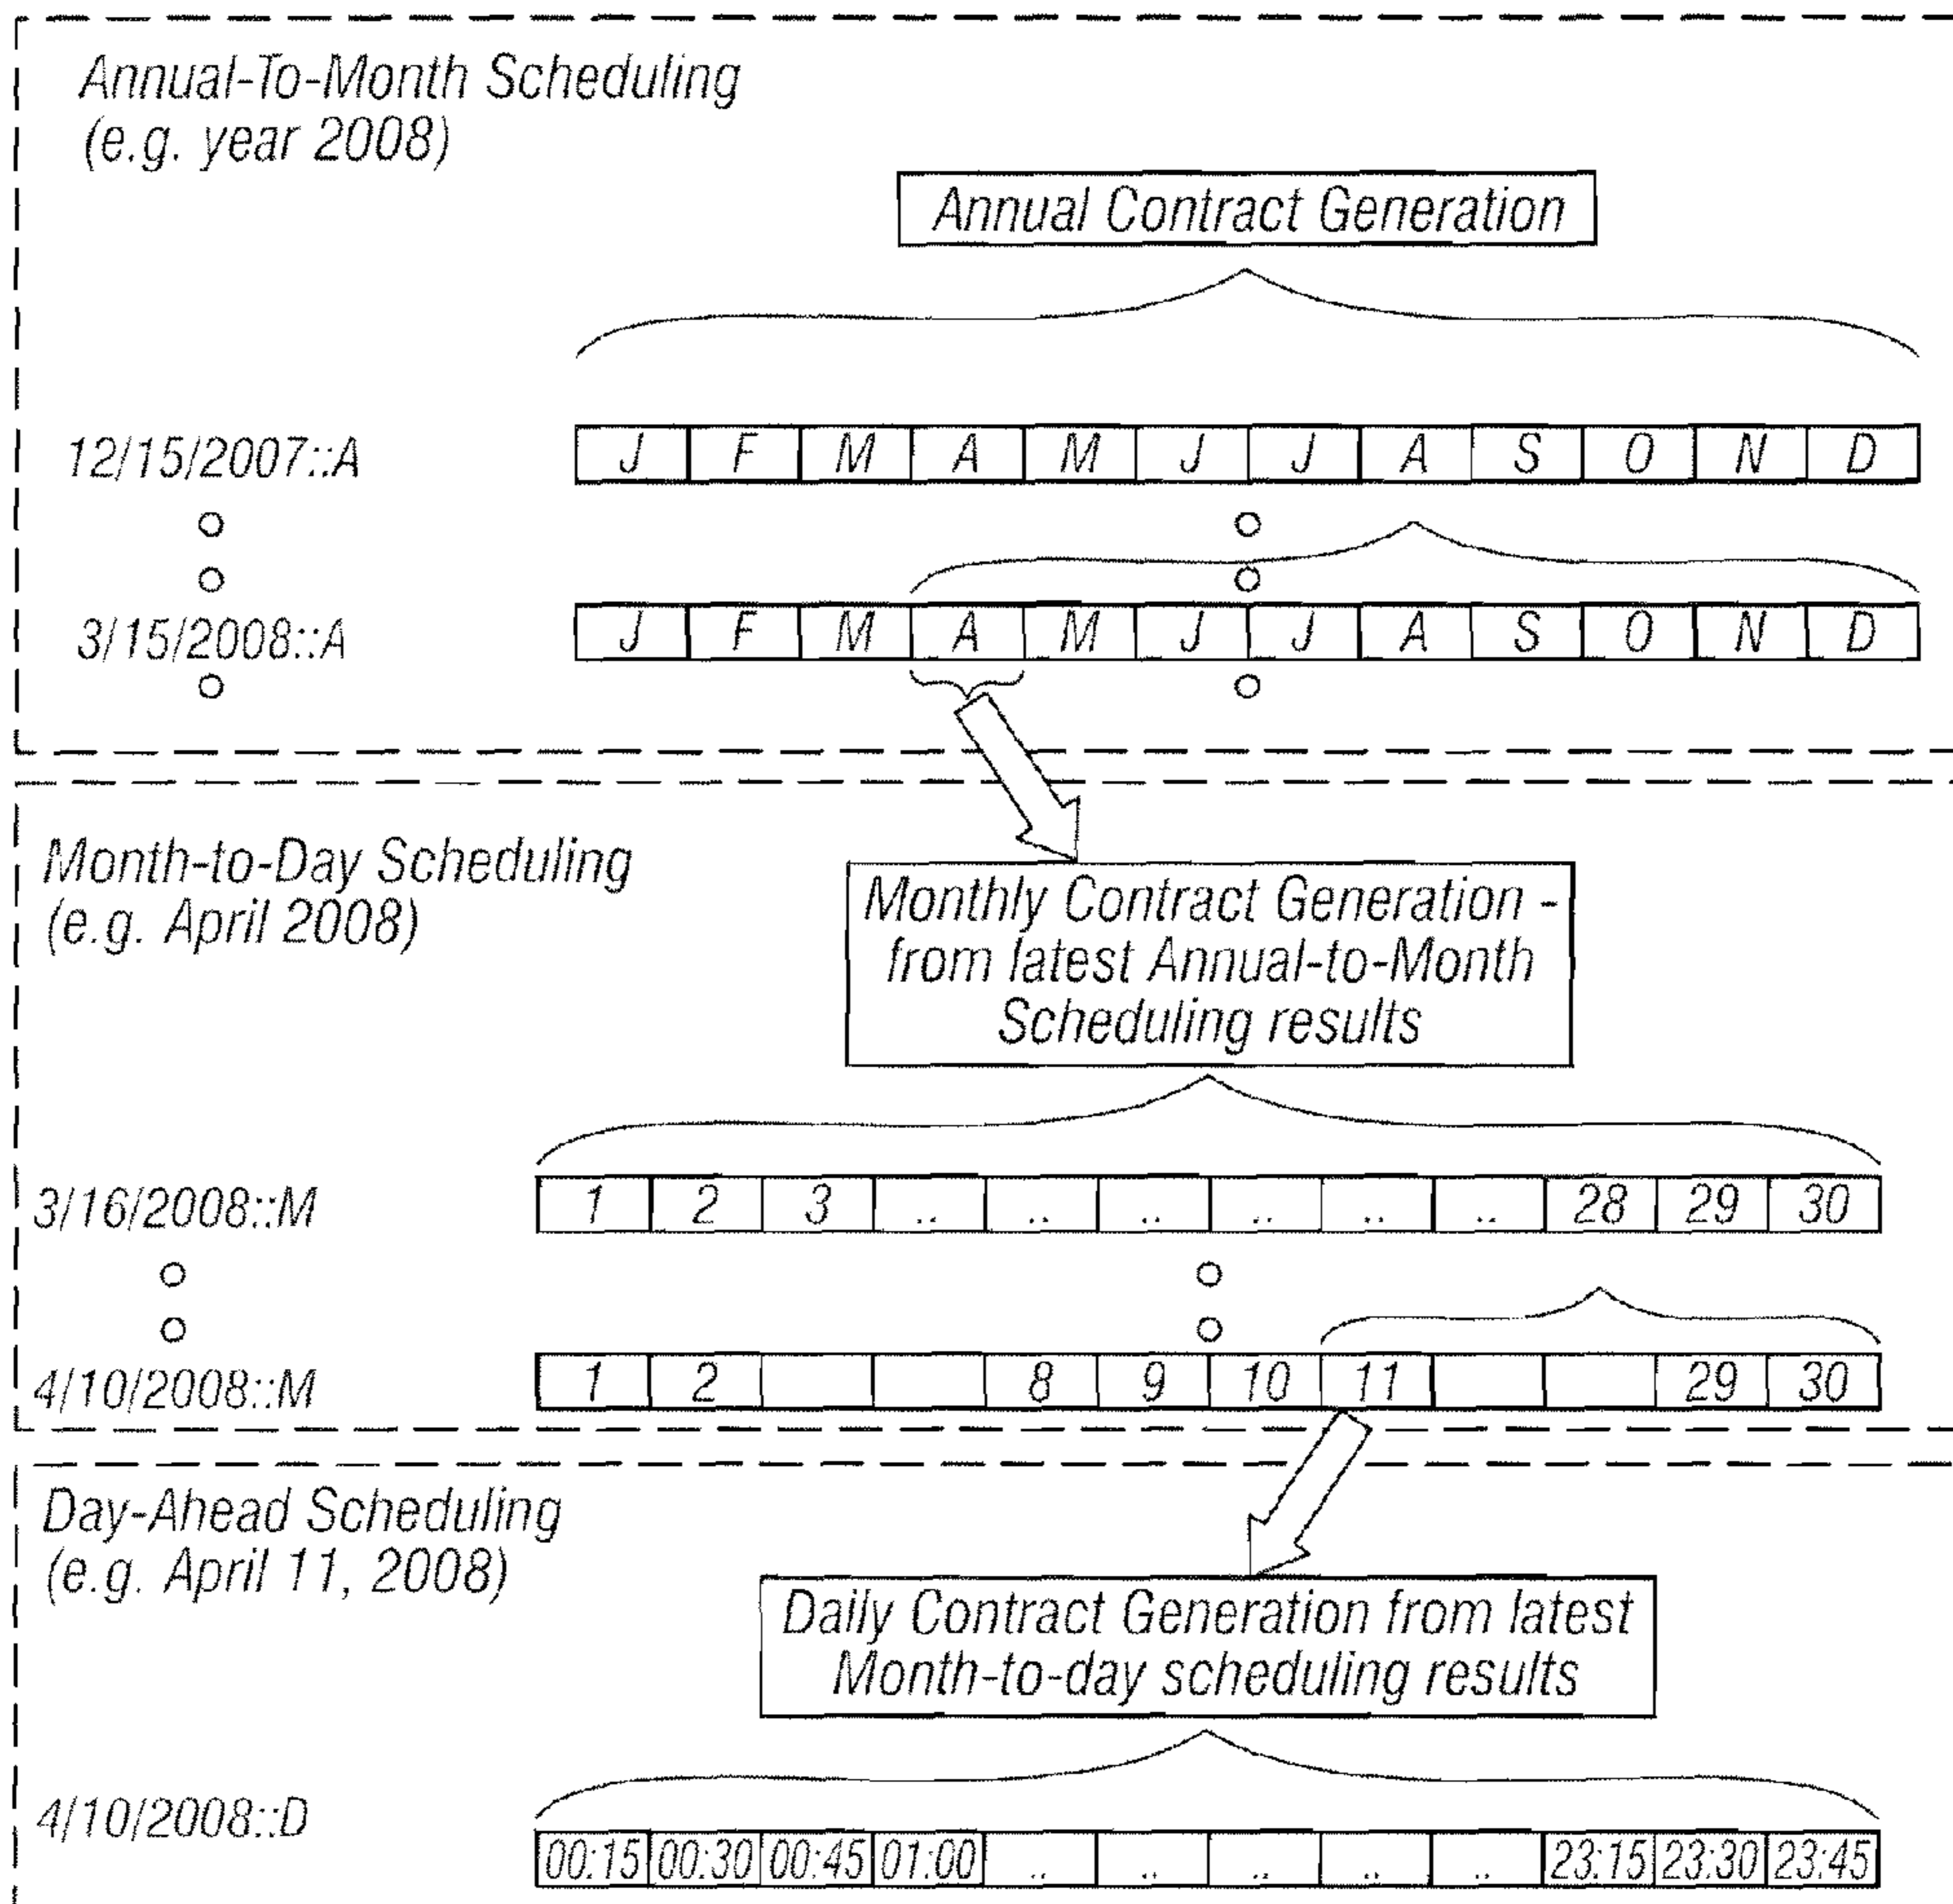 Annual-To-Month Scheduling
(e.g. year 2008)
Annual Contract Generation
12/15/2007::A
J F M A M J J A S O N D
3/15/2008::A
J F M A M J J A S O N D
Month-to-Day Scheduling
(e.g. April 2008)
Monthly Contract Generation -
from latest Annual-to-Month
Scheduling results
3/16/2008::M
1 2 3 .. .. .. .. .. .. 28 29 30
4/10/2008::M
1 2 8 9 10 11 29 30
Day-Ahead Scheduling
(e.g. April 11, 2008)
Daily Contract Generation from latest
Month-to-day scheduling results
4/10/2008::D
00:15 00:30 00:45 01:00 .. .. .. .. .. 23:15 23:30 23:45